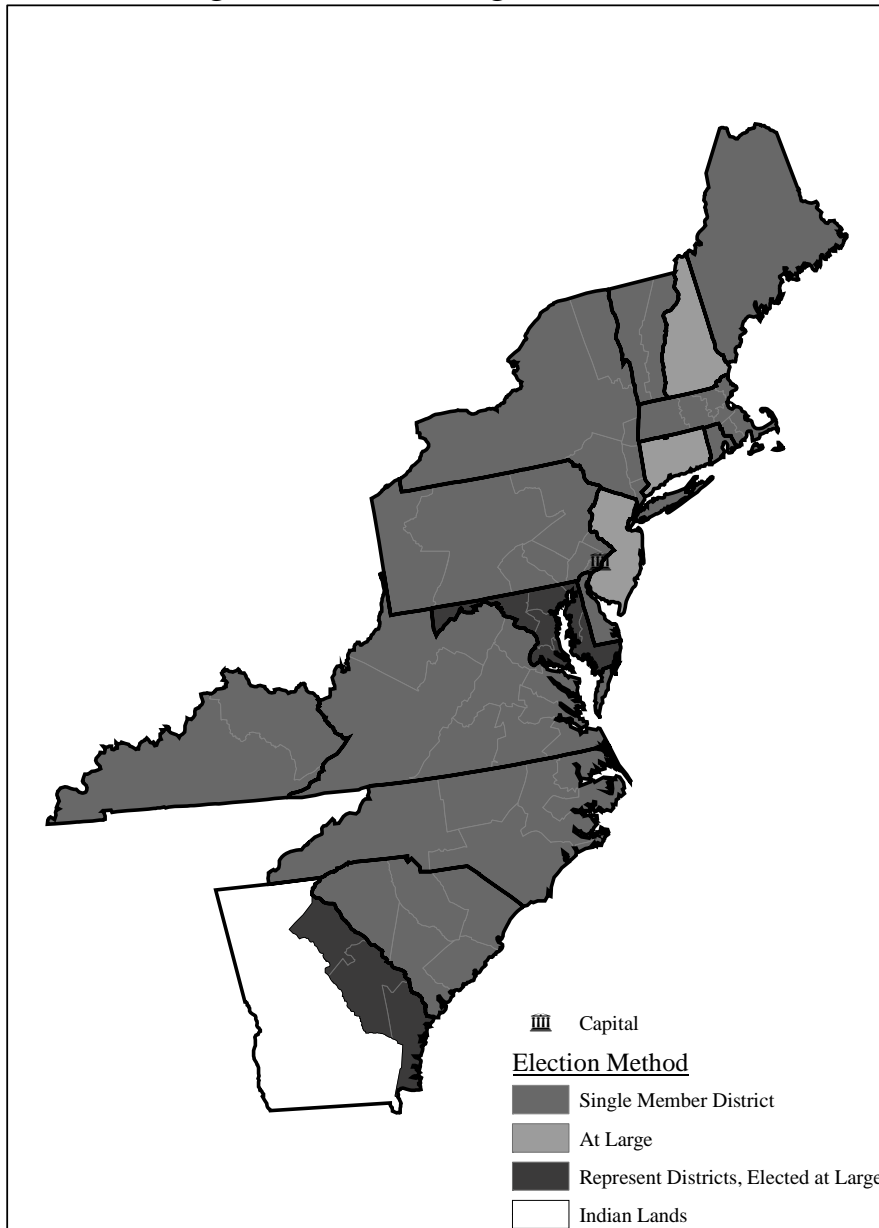 Capital
Election Method
Single Member District
At Large
Represent Districts, Elected at Large
Indian Lands